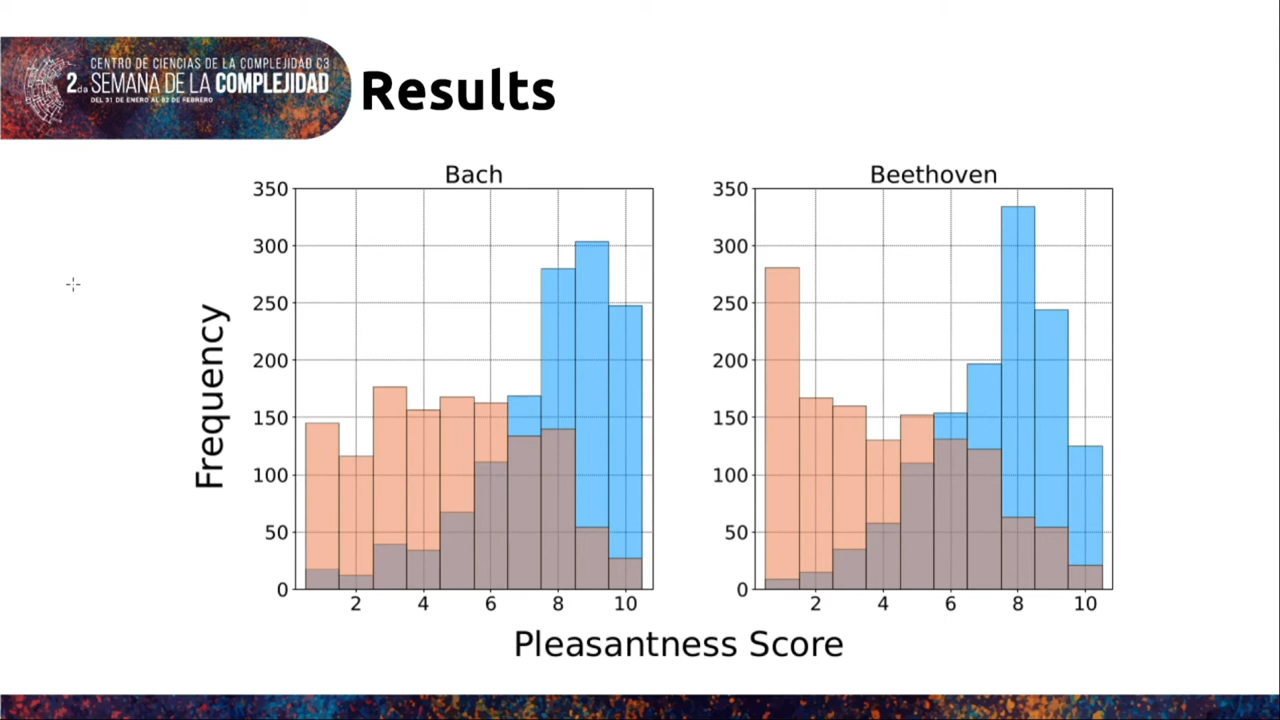 CENTRO DE CIENCIAS DE LA COMPLEJIDAD C3
2da SEMANA DE LA COMPLEJIDAD
DEL 31 DE ENERO AL 02 DE FEBRERO
Results
Bach
350
300
250
200
150
100
50
0
2 4 6 8 10
Beethoven
350
300
250
200
150
100
50
0
2 4 6 8 10
Frequency
Pleasantness Score